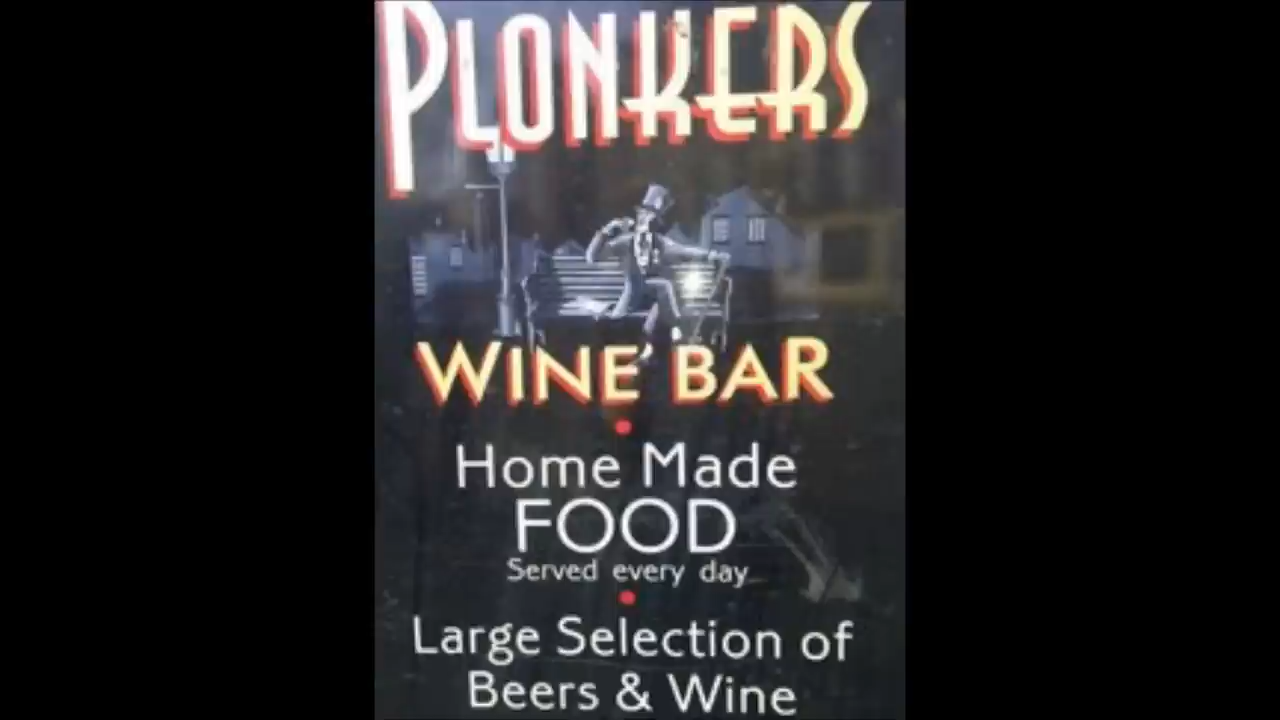 PLONKERS
WINE BAR
Home Made
FOOD
Served every day
Large Selection of
Beers & Wine